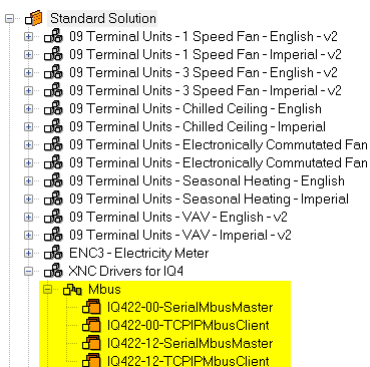 Standard Solution
09 Terminal Units - 1 Speed Fan - English - v2
09 Terminal Units - 1 Speed Fan - Imperial - v2
09 Terminal Units - 3 Speed Fan - English - v2
09 Terminal Units - 3 Speed Fan - Imperial - v2
09 Terminal Units - Chilled Ceiling - English
09 Terminal Units - Chilled Ceiling - Imperial
09 Terminal Units - Electronically Commutated Fan
09 Terminal Units - Electronically Commutated Fan
09 Terminal Units - Seasonal Heating - English
09 Terminal Units - Seasonal Heating - Imperial
09 Terminal Units - VAV - English - v2
09 Terminal Units - VAV - Imperial - v2
ENC3 - Electricity Meter
XNC Drivers for IQ4
Mbus
IQ422-00-SerialMbusMaster
IQ422-00-TCPIPMbusClient
IQ422-12-SerialMbusMaster
IQ422-12-TCPIPMbusClient